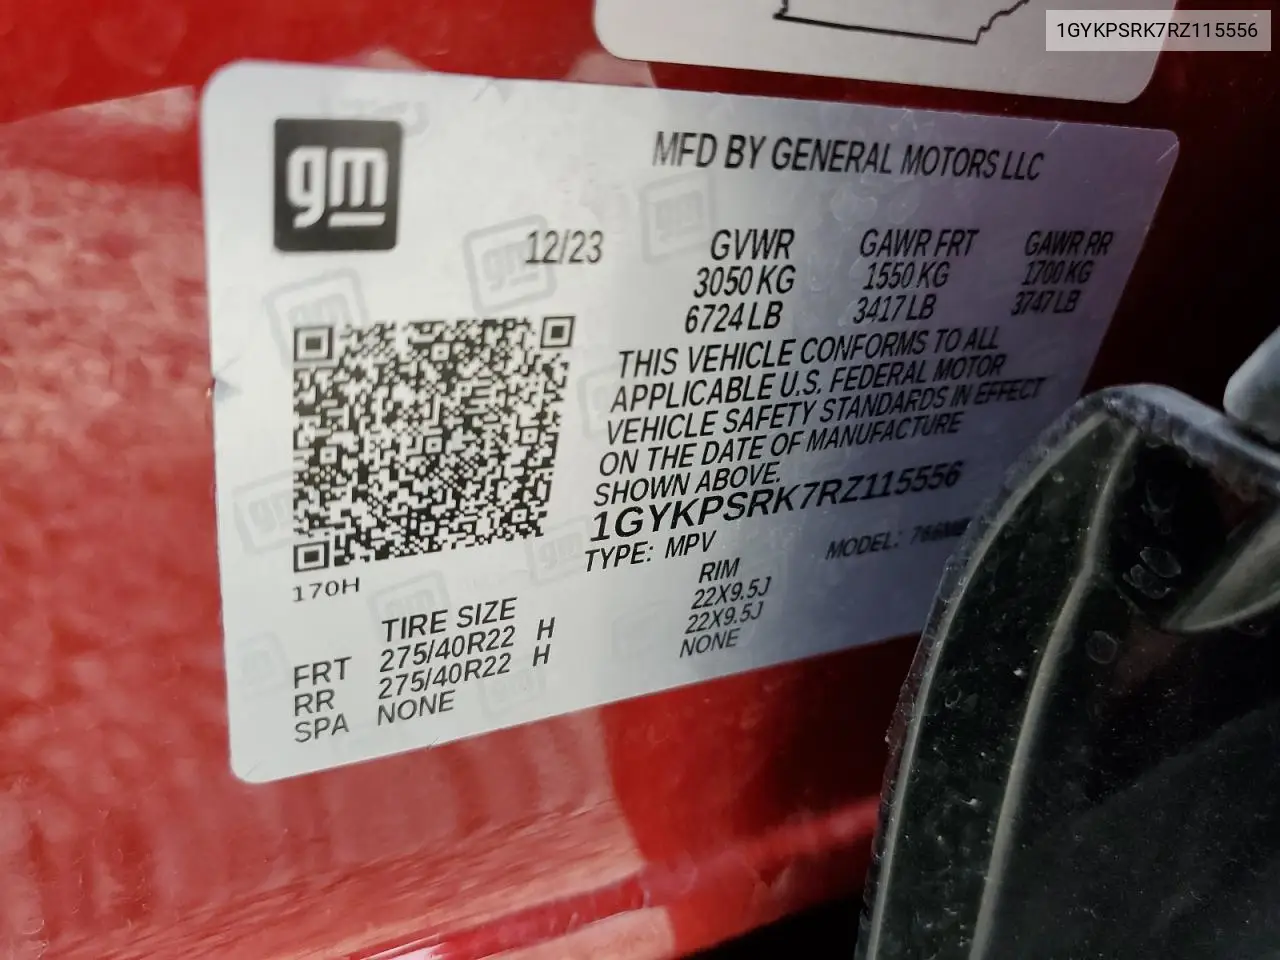 1GYKPSRK7RZ115556
gm
MFD BY GENERAL MOTORS LLC
12/23 GVWR GAWR FRT GAWR RR
3050 KG 1550 KG 1700 KG
6724 LB 3417 LB 3747 LB
THIS VEHICLE CONFORMS TO ALL
APPLICABLE U.S. FEDERAL MOTOR
VEHICLE SAFETY STANDARDS IN EFFECT
ON THE DATE OF MANUFACTURE
SHOWN ABOVE.
1GYKPSRK7RZ115556
TYPE: MPV MODEL:
170H
TIRE SIZE RIM
FRT 275/40R22 H 22X9.5J
RR 275/40R22 H 22X9.5J
SPA NONE NONE